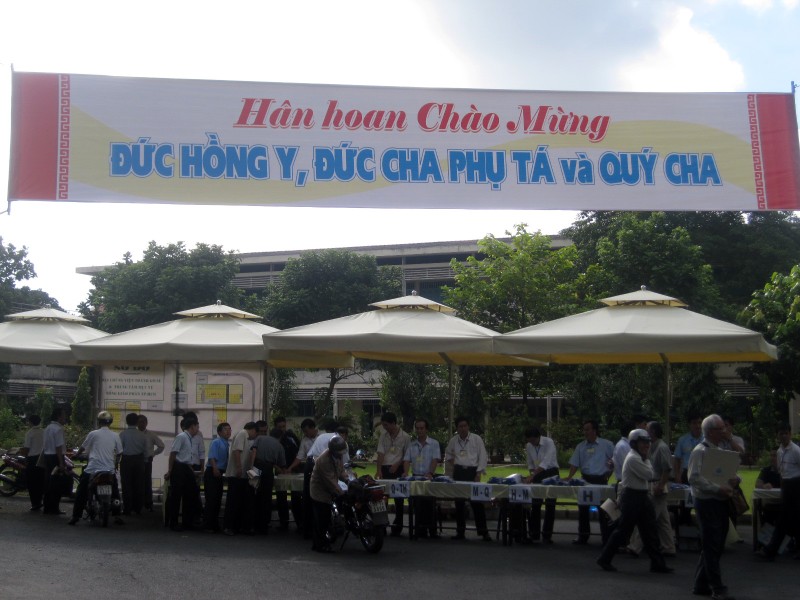 Hân hoan Chào Mừng
ĐỨC HỒNG Y, ĐỨC CHA PHỤ TÁ và QUÝ CHA
M-Q
H-M
H